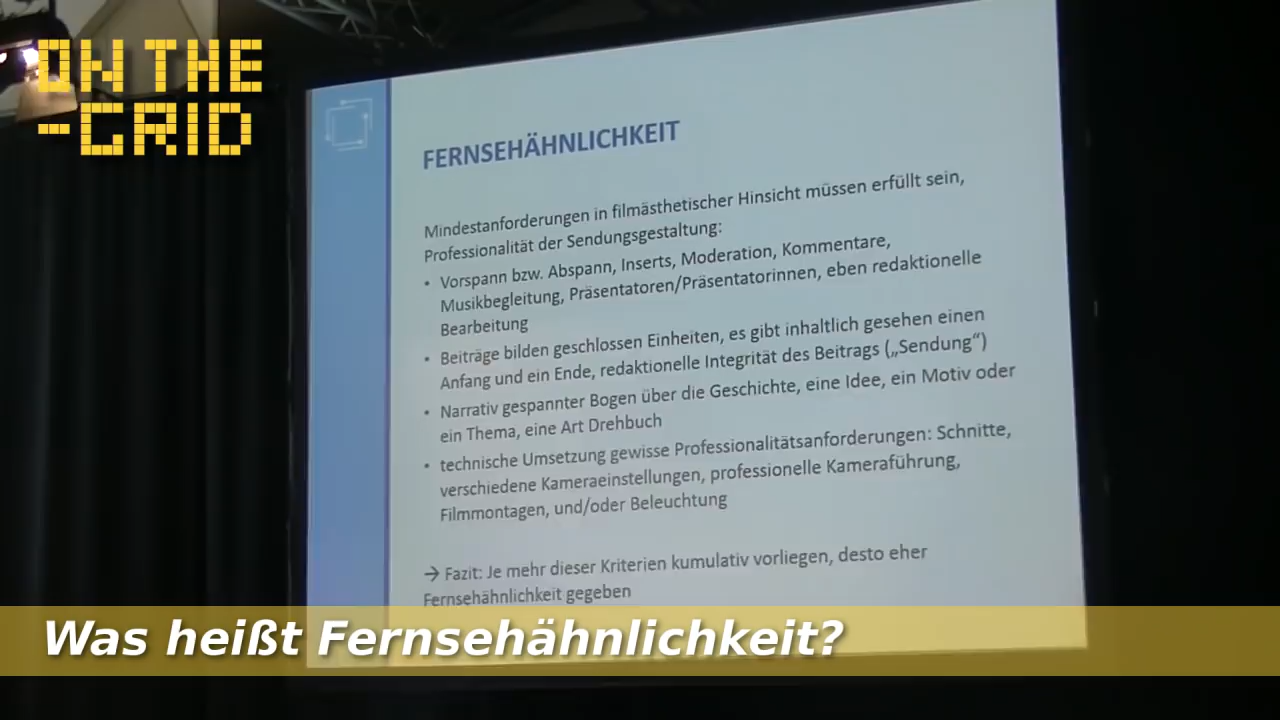 ON THE
-GRID
FERNSEHÄHNLICHKEIT
Mindestanforderungen in filmästhetischer Hinsicht müssen erfüllt sein,
Professionalität der Sendungsgestaltung:
• Vorspann bzw. Abspann, Inserts, Moderation, Kommentare,
Musikbegleitung, Präsentatoren/Präsentatorinnen, eben redaktionelle
Bearbeitung
• Beiträge bilden geschlossen Einheiten, es gibt inhaltlich gesehen einen
Anfang und ein Ende, redaktionelle Integrität des Beitrags („Sendung“)
• Narrativ gespannter Bogen über die Geschichte, eine Idee, ein Motiv oder
ein Thema, eine Art Drehbuch
• technische Umsetzung gewisse Professionalitätsanforderungen: Schnitte,
verschiedene Kameraeinstellungen, professionelle Kameraführung,
Filmmontagen, und/oder Beleuchtung
→ Fazit: Je mehr dieser Kriterien kumulativ vorliegen, desto eher
Fernsehähnlichkeit gegeben
Was heißt Fernsehähnlichkeit?